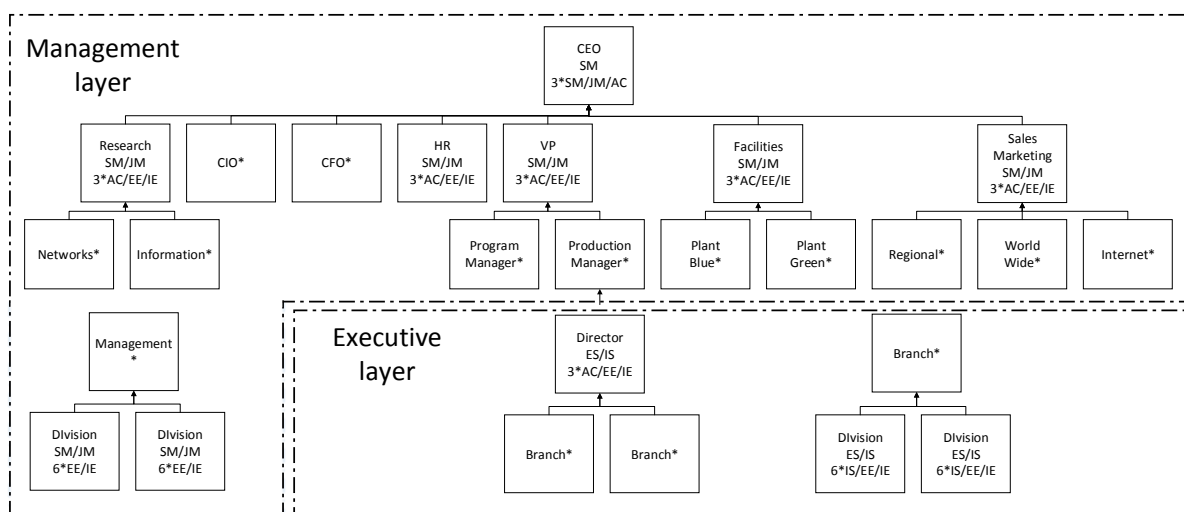 Management
layer
CEO
SM
3*SM/JM/AC
Research
SM/JM
3*AC/EE/IE
CIO*
CFO*
HR
SM/JM
3*AC/EE/IE
VP
SM/JM
3*AC/EE/IE
Facilities
SM/JM
3*AC/EE/IE
Sales
Marketing
SM/JM
3*AC/EE/IE
Networks*
Information*
Program
Manager*
Production
Manager*
Plant
Blue*
Plant
Green*
Regional*
World
Wide*
Internet*
Management
*
DIvision
SM/JM
6*EE/IE
DIvision
SM/JM
6*EE/IE
Executive
layer
Director
ES/IS
3*AC/EE/IE
Branch*
Branch*
Branch*
DIvision
ES/IS
6*IS/EE/IE
DIvision
ES/IS
6*IS/EE/IE